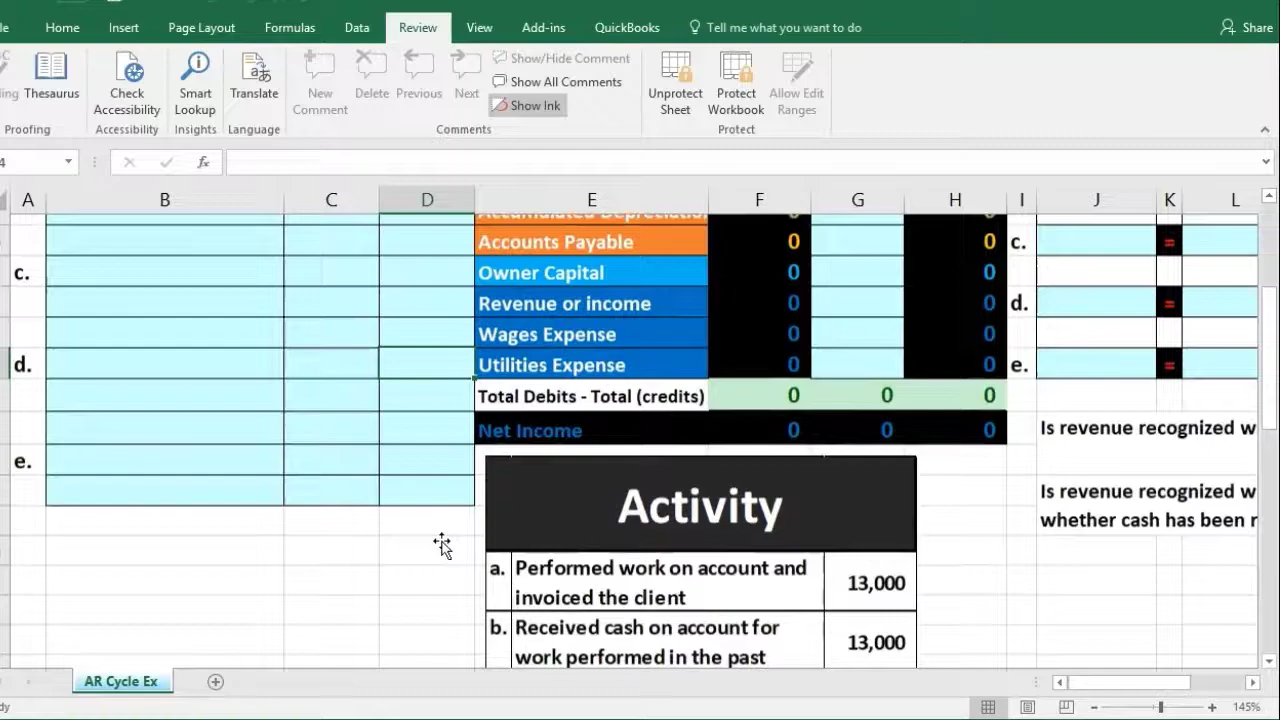 Home Insert Page Layout Formulas Data Review View Add-ins QuickBooks Tell me what you want to do Share
Thesaurus Check Accessibility Smart Lookup Translate New Comment Delete Previous Next Show/Hide Comment Show All Comments Show Ink Unprotect Sheet Protect Workbook Allow Edit Ranges
Proofing Accessibility Insights Language Comments Protect
4 fx
A B C D E F G H I J K L
Accumulated Depreciation 0 0
Accounts Payable 0 0 c. =
c. Owner Capital 0 0
Revenue or income 0 0 d. =
Wages Expense 0 0
d. Utilities Expense 0 0 e. =
Total Debits - Total (credits) 0 0 0
Net Income 0 0 0 Is revenue recognized w
e.
Activity
Is revenue recognized w
whether cash has been r
a. Performed work on account and
invoiced the client 13,000
b. Received cash on account for
work performed in the past 13,000
AR Cycle Ex
dy 145%